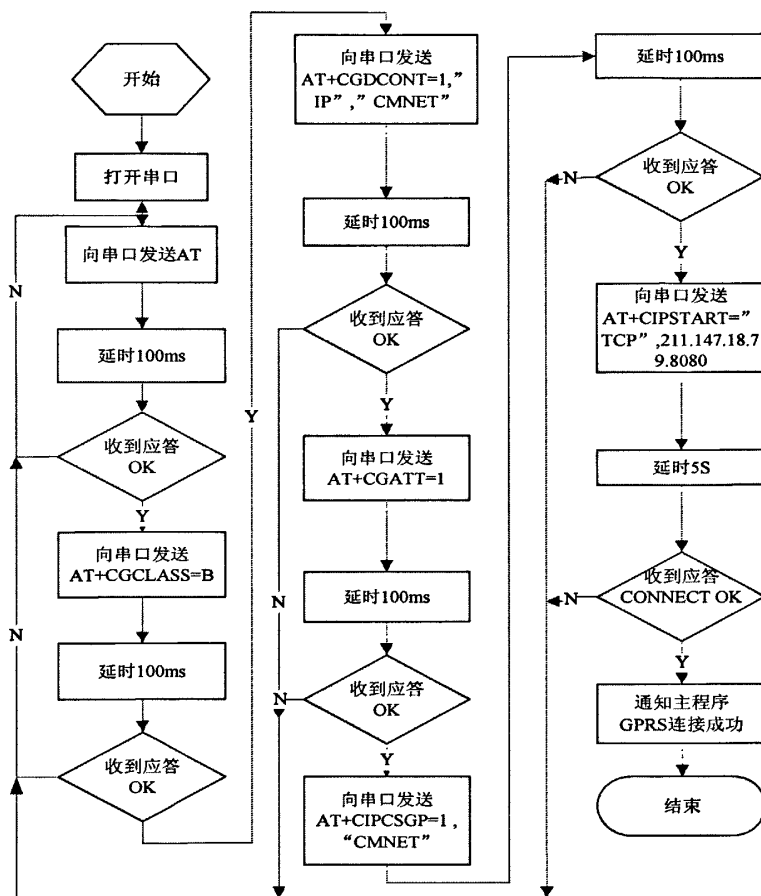 开始
打开串口
向串口发送AT
延时100ms
收到应答
OK
N
Y
向串口发送
AT+CGCLASS=B
延时100ms
收到应答
OK
N
Y
向串口发送
AT+CGDCONT=1,”
IP”,” CMNET”
延时100ms
收到应答
OK
Y
向串口发送
AT+CGATT=1
延时100ms
N
收到应答
OK
N
Y
向串口发送
AT+CIPCSGP=1 ,
“CMNET”
延时100ms
收到应答
OK
N
Y
向串口发送
AT+CIPSTART=”
TCP”,211.147.18.7
9.8080
延时5S
收到应答
CONNECT OK
N
Y
通知主程序
GPRS连接成功
结束